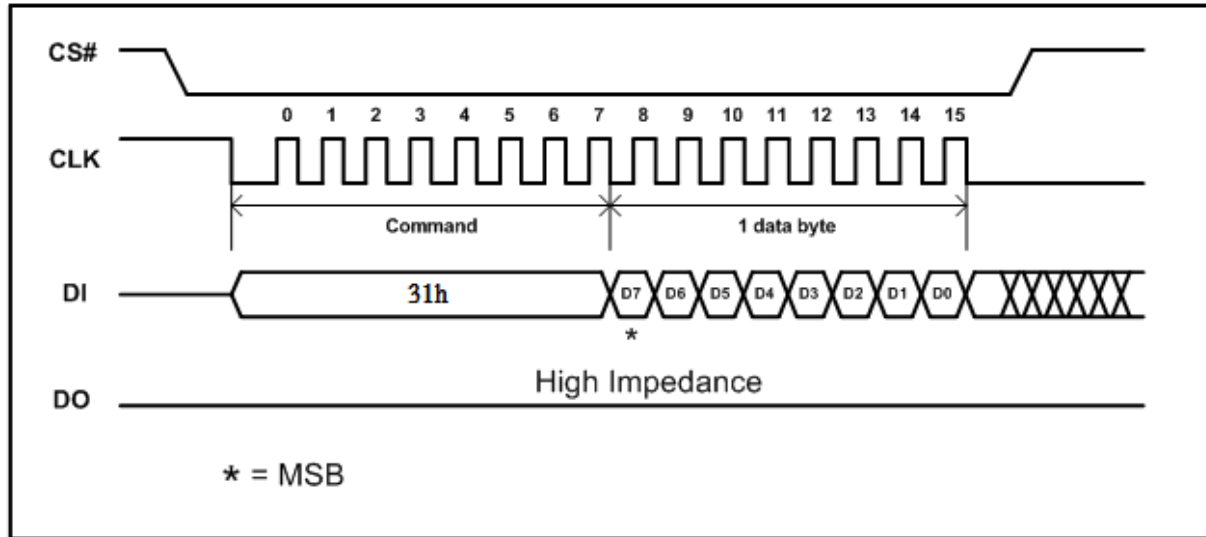 CS#
0 1 2 3 4 5 6 7 8 9 10 11 12 13 14 15
CLK
Command 1 data byte
DI 31h D7 D6 D5 D4 D3 D2 D1 D0
*
High Impedance
DO
* = MSB